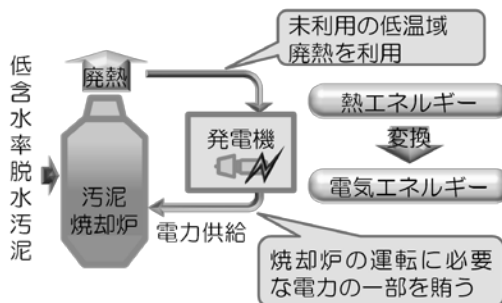 未利用の低温域
廃熱を利用
廃熱
低含水率脱水汚泥
発電機
熱エネルギー
変換
電気エネルギー
汚泥
焼却炉
電力供給
焼却炉の運転に必要
な電力の一部を賄う